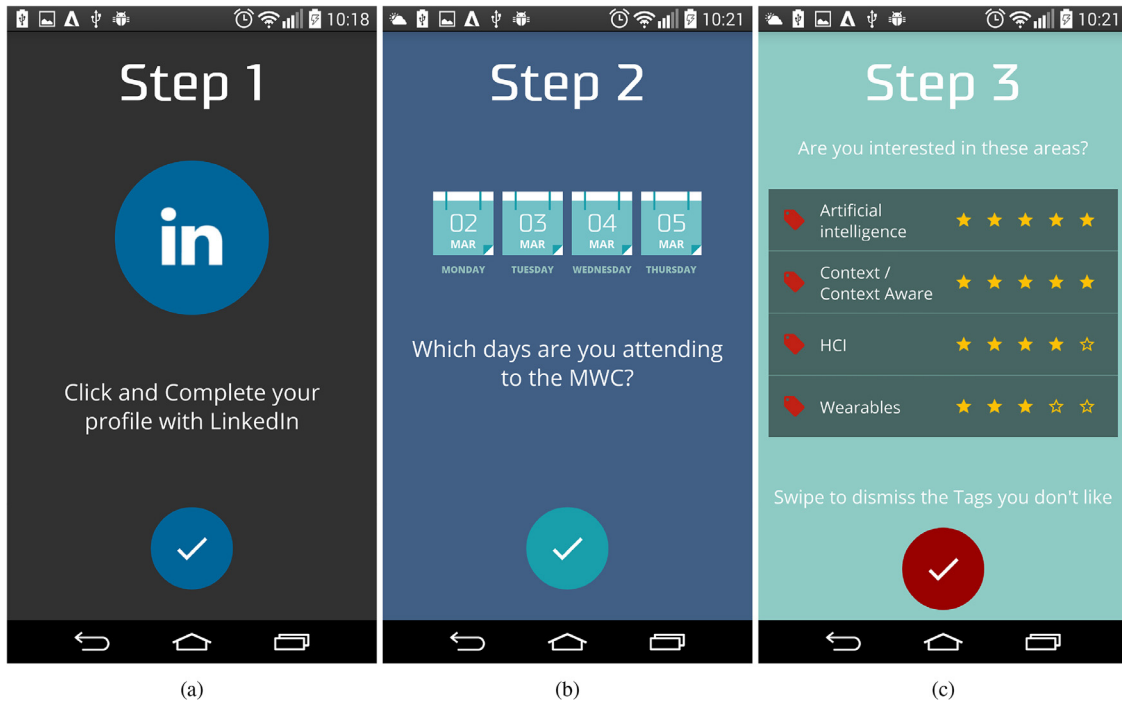 10:18
Step 1
in
Click and Complete your
profile with LinkedIn
(a)
10:21
Step 2
02 03 04 05
MAR MAR MAR MAR
MONDAY TUESDAY WEDNESDAY THURSDAY
Which days are you attending
to the MWC?
(b)
10:21
Step 3
Are you interested in these areas?
Artificial
intelligence
Context /
Context Aware
HCI
Wearables
Swipe to dismiss the Tags you don't like
(c)